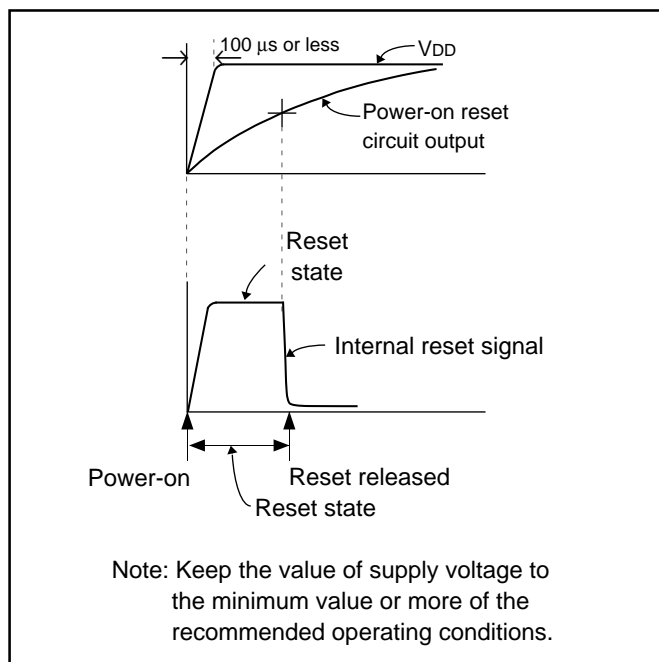 100 µs or less
VDD
Power-on reset
circuit output
Reset
state
Internal reset signal
Power-on
Reset released
Reset state
Note: Keep the value of supply voltage to
the minimum value or more of the
recommended operating conditions.